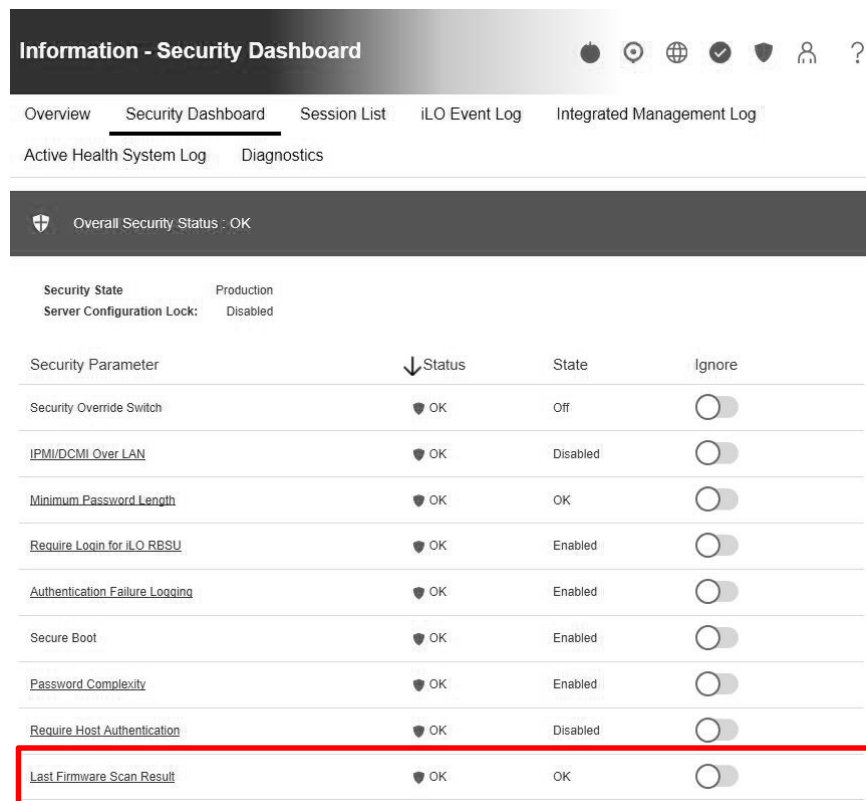 Information - Security Dashboard
?
Overview Security Dashboard Session List iLO Event Log Integrated Management Log
Active Health System Log Diagnostics
Overall Security Status : OK
Security State Production
Server Configuration Lock: Disabled
Security Parameter Status State Ignore
Security Override Switch OK Off
IPMI/DCMI Over LAN OK Disabled
Minimum Password Length OK OK
Require Login for iLO RBSU OK Enabled
Authentication Failure Logging OK Enabled
Secure Boot OK Enabled
Password Complexity OK Enabled
Require Host Authentication OK Disabled
Last Firmware Scan Result OK OK